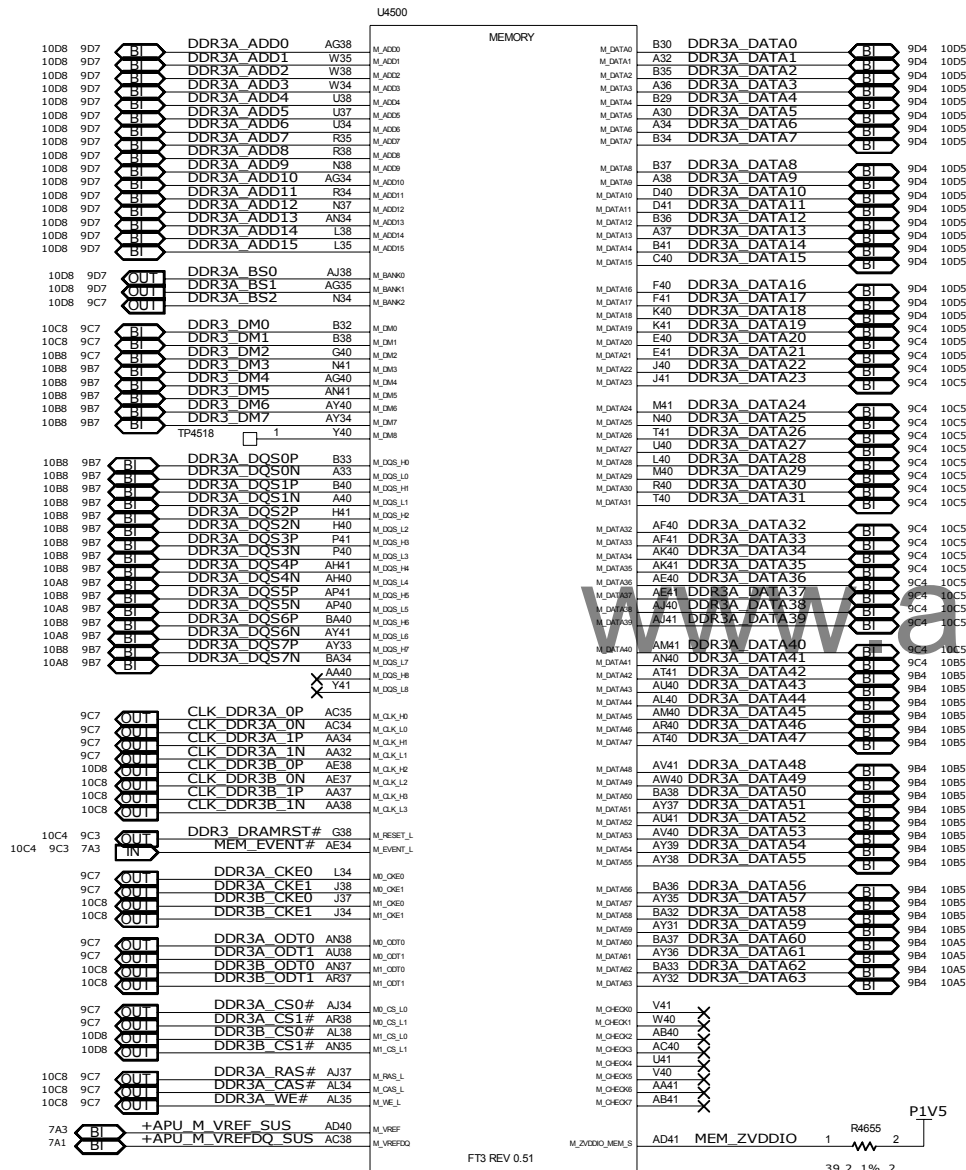 U4500
MEMORY
10D8 9D7 BI DDR3A_ADD0 AG38 M_ADD0
10D8 9D7 BI DDR3A_ADD1 W35 M_ADD1
10D8 9D7 BI DDR3A_ADD2 W38 M_ADD2
10D8 9D7 BI DDR3A_ADD3 W34 M_ADD3
10D8 9D7 BI DDR3A_ADD4 U38 M_ADD4
10D8 9D7 BI DDR3A_ADD5 U37 M_ADD5
10D8 9D7 BI DDR3A_ADD6 U34 M_ADD6
10D8 9D7 BI DDR3A_ADD7 R35 M_ADD7
10D8 9D7 BI DDR3A_ADD8 R38 M_ADD8
10D8 9D7 BI DDR3A_ADD9 N38 M_ADD9
10D8 9D7 BI DDR3A_ADD10 AG34 M_ADD10
10D8 9D7 BI DDR3A_ADD11 R34 M_ADD11
10D8 9D7 BI DDR3A_ADD12 N37 M_ADD12
10D8 9D7 BI DDR3A_ADD13 AN34 M_ADD13
10D8 9D7 BI DDR3A_ADD14 L38 M_ADD14
10D8 9D7 BI DDR3A_ADD15 L35 M_ADD15
10D8 9D7 OUT DDR3A_BS0 AJ38 M_BANK0
10D8 9D7 OUT DDR3A_BS1 AG35 M_BANK1
10D8 9C7 OUT DDR3A_BS2 N34 M_BANK2
10C8 9C7 BI DDR3_DM0 B32 M_DM0
10C8 9C7 BI DDR3_DM1 B38 M_DM1
10B8 9C7 BI DDR3_DM2 G40 M_DM2
10B8 9B7 BI DDR3_DM3 N41 M_DM3
10B8 9B7 BI DDR3_DM4 AG40 M_DM4
10B8 9B7 BI DDR3_DM5 AN41 M_DM5
10B8 9B7 BI DDR3_DM6 AY40 M_DM6
10B8 9B7 BI DDR3_DM7 AY34 M_DM7
TP4518 1 Y40 M_DM8
10B8 9B7 BI DDR3A_DQS0P B33 M_DQS_H0
10B8 9B7 BI DDR3A_DQS0N A33 M_DQS_L0
10B8 9B7 BI DDR3A_DQS1P B40 M_DQS_H1
10B8 9B7 BI DDR3A_DQS1N A40 M_DQS_L1
10B8 9B7 BI DDR3A_DQS2P H41 M_DQS_H2
10B8 9B7 BI DDR3A_DQS2N H40 M_DQS_L2
10B8 9B7 BI DDR3A_DQS3P P41 M_DQS_H3
10B8 9B7 BI DDR3A_DQS3N P40 M_DQS_L3
10B8 9B7 BI DDR3A_DQS4P AH41 M_DQS_H4
10A8 9B7 BI DDR3A_DQS4N AH40 M_DQS_L4
10B8 9B7 BI DDR3A_DQS5P AP41 M_DQS_H5
10A8 9B7 BI DDR3A_DQS5N AP40 M_DQS_L5
10B8 9B7 BI DDR3A_DQS6P BA40 M_DQS_H6
10A8 9B7 BI DDR3A_DQS6N AY41 M_DQS_L6
10B8 9B7 BI DDR3A_DQS7P AY33 M_DQS_H7
10A8 9B7 BI DDR3A_DQS7N BA34 M_DQS_L7
AA40 M_DQS_H8
Y41 M_DQS_L8
9C7 OUT CLK_DDR3A_0P AC35 M_CLK_H0
9C7 OUT CLK_DDR3A_0N AC34 M_CLK_L0
9C7 OUT CLK_DDR3A_1P AA34 M_CLK_H1
9C7 OUT CLK_DDR3A_1N AA32 M_CLK_L1
10D8 OUT CLK_DDR3B_0P AE38 M_CLK_H2
10C8 OUT CLK_DDR3B_0N AE37 M_CLK_L2
10C8 OUT CLK_DDR3B_1P AA37 M_CLK_H3
10C8 OUT CLK_DDR3B_1N AA38 M_CLK_L3
10C4 9C3 OUT DDR3_DRAMRST# G38 M_RESET_L
10C4 9C3 7A3 IN MEM_EVENT# AE34 M_EVENT_L
9C7 OUT DDR3A_CKE0 L34 M0_CKE0
9C7 OUT DDR3A_CKE1 J38 M0_CKE1
10C8 OUT DDR3B_CKE0 J37 M1_CKE0
10C8 OUT DDR3B_CKE1 J34 M1_CKE1
9C7 OUT DDR3A_ODT0 AN38 M0_ODT0
9C7 OUT DDR3A_ODT1 AU38 M0_ODT1
10C8 OUT DDR3B_ODT0 AN37 M1_ODT0
10C8 OUT DDR3B_ODT1 AR37 M1_ODT1
9C7 OUT DDR3A_CS0# AJ34 M0_CS_L0
9C7 OUT DDR3A_CS1# AR38 M0_CS_L1
10D8 OUT DDR3B_CS0# AL38 M1_CS_L0
10D8 OUT DDR3B_CS1# AN35 M1_CS_L1
10C8 9C7 OUT DDR3A_RAS# AJ37 M_RAS_L
10C8 9C7 OUT DDR3A_CAS# AL34 M_CAS_L
10C8 9C7 OUT DDR3A_WE# AL35 M_WE_L
7A3 BI +APU_M_VREF_SUS AD40 M_VREF
7A1 BI +APU_M_VREFDQ_SUS AC38 M_VREFDQ
M_DATA0 B30 DDR3A_DATA0 BI 9D4 10D5
M_DATA1 A32 DDR3A_DATA1 BI 9D4 10D5
M_DATA2 B35 DDR3A_DATA2 BI 9D4 10D5
M_DATA3 A36 DDR3A_DATA3 BI 9D4 10D5
M_DATA4 B29 DDR3A_DATA4 BI 9D4 10D5
M_DATA5 A30 DDR3A_DATA5 BI 9D4 10D5
M_DATA6 A34 DDR3A_DATA6 BI 9D4 10D5
M_DATA7 B34 DDR3A_DATA7 BI 9D4 10D5
M_DATA8 B37 DDR3A_DATA8 BI 9D4 10D5
M_DATA9 A38 DDR3A_DATA9 BI 9D4 10D5
M_DATA10 D40 DDR3A_DATA10 BI 9D4 10D5
M_DATA11 D41 DDR3A_DATA11 BI 9D4 10D5
M_DATA12 B36 DDR3A_DATA12 BI 9D4 10D5
M_DATA13 A37 DDR3A_DATA13 BI 9D4 10D5
M_DATA14 B41 DDR3A_DATA14 BI 9D4 10D5
M_DATA15 C40 DDR3A_DATA15 BI 9D4 10D5
M_DATA16 F40 DDR3A_DATA16 BI 9D4 10D5
M_DATA17 F41 DDR3A_DATA17 BI 9D4 10D5
M_DATA18 K40 DDR3A_DATA18 BI 9D4 10D5
M_DATA19 K41 DDR3A_DATA19 BI 9C4 10D5
M_DATA20 E40 DDR3A_DATA20 BI 9C4 10D5
M_DATA21 E41 DDR3A_DATA21 BI 9C4 10D5
M_DATA22 J40 DDR3A_DATA22 BI 9D4 10D5
M_DATA23 J41 DDR3A_DATA23 BI 9C4 10C5
M_DATA24 M41 DDR3A_DATA24 BI 9C4 10C5
M_DATA25 N40 DDR3A_DATA25 BI 9C4 10C5
M_DATA26 T41 DDR3A_DATA26 BI 9C4 10C5
M_DATA27 U40 DDR3A_DATA27 BI 9C4 10C5
M_DATA28 L40 DDR3A_DATA28 BI 9C4 10C5
M_DATA29 M40 DDR3A_DATA29 BI 9C4 10C5
M_DATA30 R40 DDR3A_DATA30 BI 9C4 10C5
M_DATA31 T40 DDR3A_DATA31 BI 9C4 10C5
M_DATA32 AF40 DDR3A_DATA32 BI 9C4 10C5
M_DATA33 AF41 DDR3A_DATA33 BI 9C4 10C5
M_DATA34 AK40 DDR3A_DATA34 BI 9C4 10C5
M_DATA35 AK41 DDR3A_DATA35 BI 9C4 10C5
M_DATA36 AE40 DDR3A_DATA36 BI 9C4 10C5
M_DATA37 AE41 DDR3A_DATA37 BI 9C4 10C5
M_DATA38 AJ40 DDR3A_DATA38 BI 9C4 10C5
M_DATA39 AJ41 DDR3A_DATA39 BI 9C4 10C5
www.a
M_DATA40 AM41 DDR3A_DATA40 BI 9C4 10C5
M_DATA41 AN40 DDR3A_DATA41 BI 9C4 10B5
M_DATA42 AT41 DDR3A_DATA42 BI 9B4 10B5
M_DATA43 AU40 DDR3A_DATA43 BI 9B4 10B5
M_DATA44 AL40 DDR3A_DATA44 BI 9B4 10B5
M_DATA45 AM40 DDR3A_DATA45 BI 9B4 10B5
M_DATA46 AR40 DDR3A_DATA46 BI 9B4 10B5
M_DATA47 AT40 DDR3A_DATA47 BI 9B4 10B5
M_DATA48 AV41 DDR3A_DATA48 BI 9B4 10B5
M_DATA49 AW40 DDR3A_DATA49 BI 9B4 10B5
M_DATA50 BA38 DDR3A_DATA50 BI 9B4 10B5
M_DATA51 AY37 DDR3A_DATA51 BI 9B4 10B5
M_DATA52 AU41 DDR3A_DATA52 BI 9B4 10B5
M_DATA53 AV40 DDR3A_DATA53 BI 9B4 10B5
M_DATA54 AY39 DDR3A_DATA54 BI 9B4 10B5
M_DATA55 AY38 DDR3A_DATA55 BI 9B4 10B5
M_DATA56 BA36 DDR3A_DATA56 BI 9B4 10B5
M_DATA57 AY35 DDR3A_DATA57 BI 9B4 10B5
M_DATA58 BA32 DDR3A_DATA58 BI 9B4 10B5
M_DATA59 AY31 DDR3A_DATA59 BI 9B4 10B5
M_DATA60 BA37 DDR3A_DATA60 BI 9B4 10A5
M_DATA61 AY36 DDR3A_DATA61 BI 9B4 10A5
M_DATA62 BA33 DDR3A_DATA62 BI 9B4 10A5
M_DATA63 AY32 DDR3A_DATA63 BI 9B4 10A5
M_CHECK0 V41
M_CHECK1 W40
M_CHECK2 AB40
M_CHECK3 AC40
M_CHECK4 U41
M_CHECK5 V40
M_CHECK6 AA41
M_CHECK7 AB41
P1V5
M_ZVDDIO_MEM_S AD41 MEM_ZVDDIO 1 R4655 2
39.2 1% 2
FT3 REV 0.51